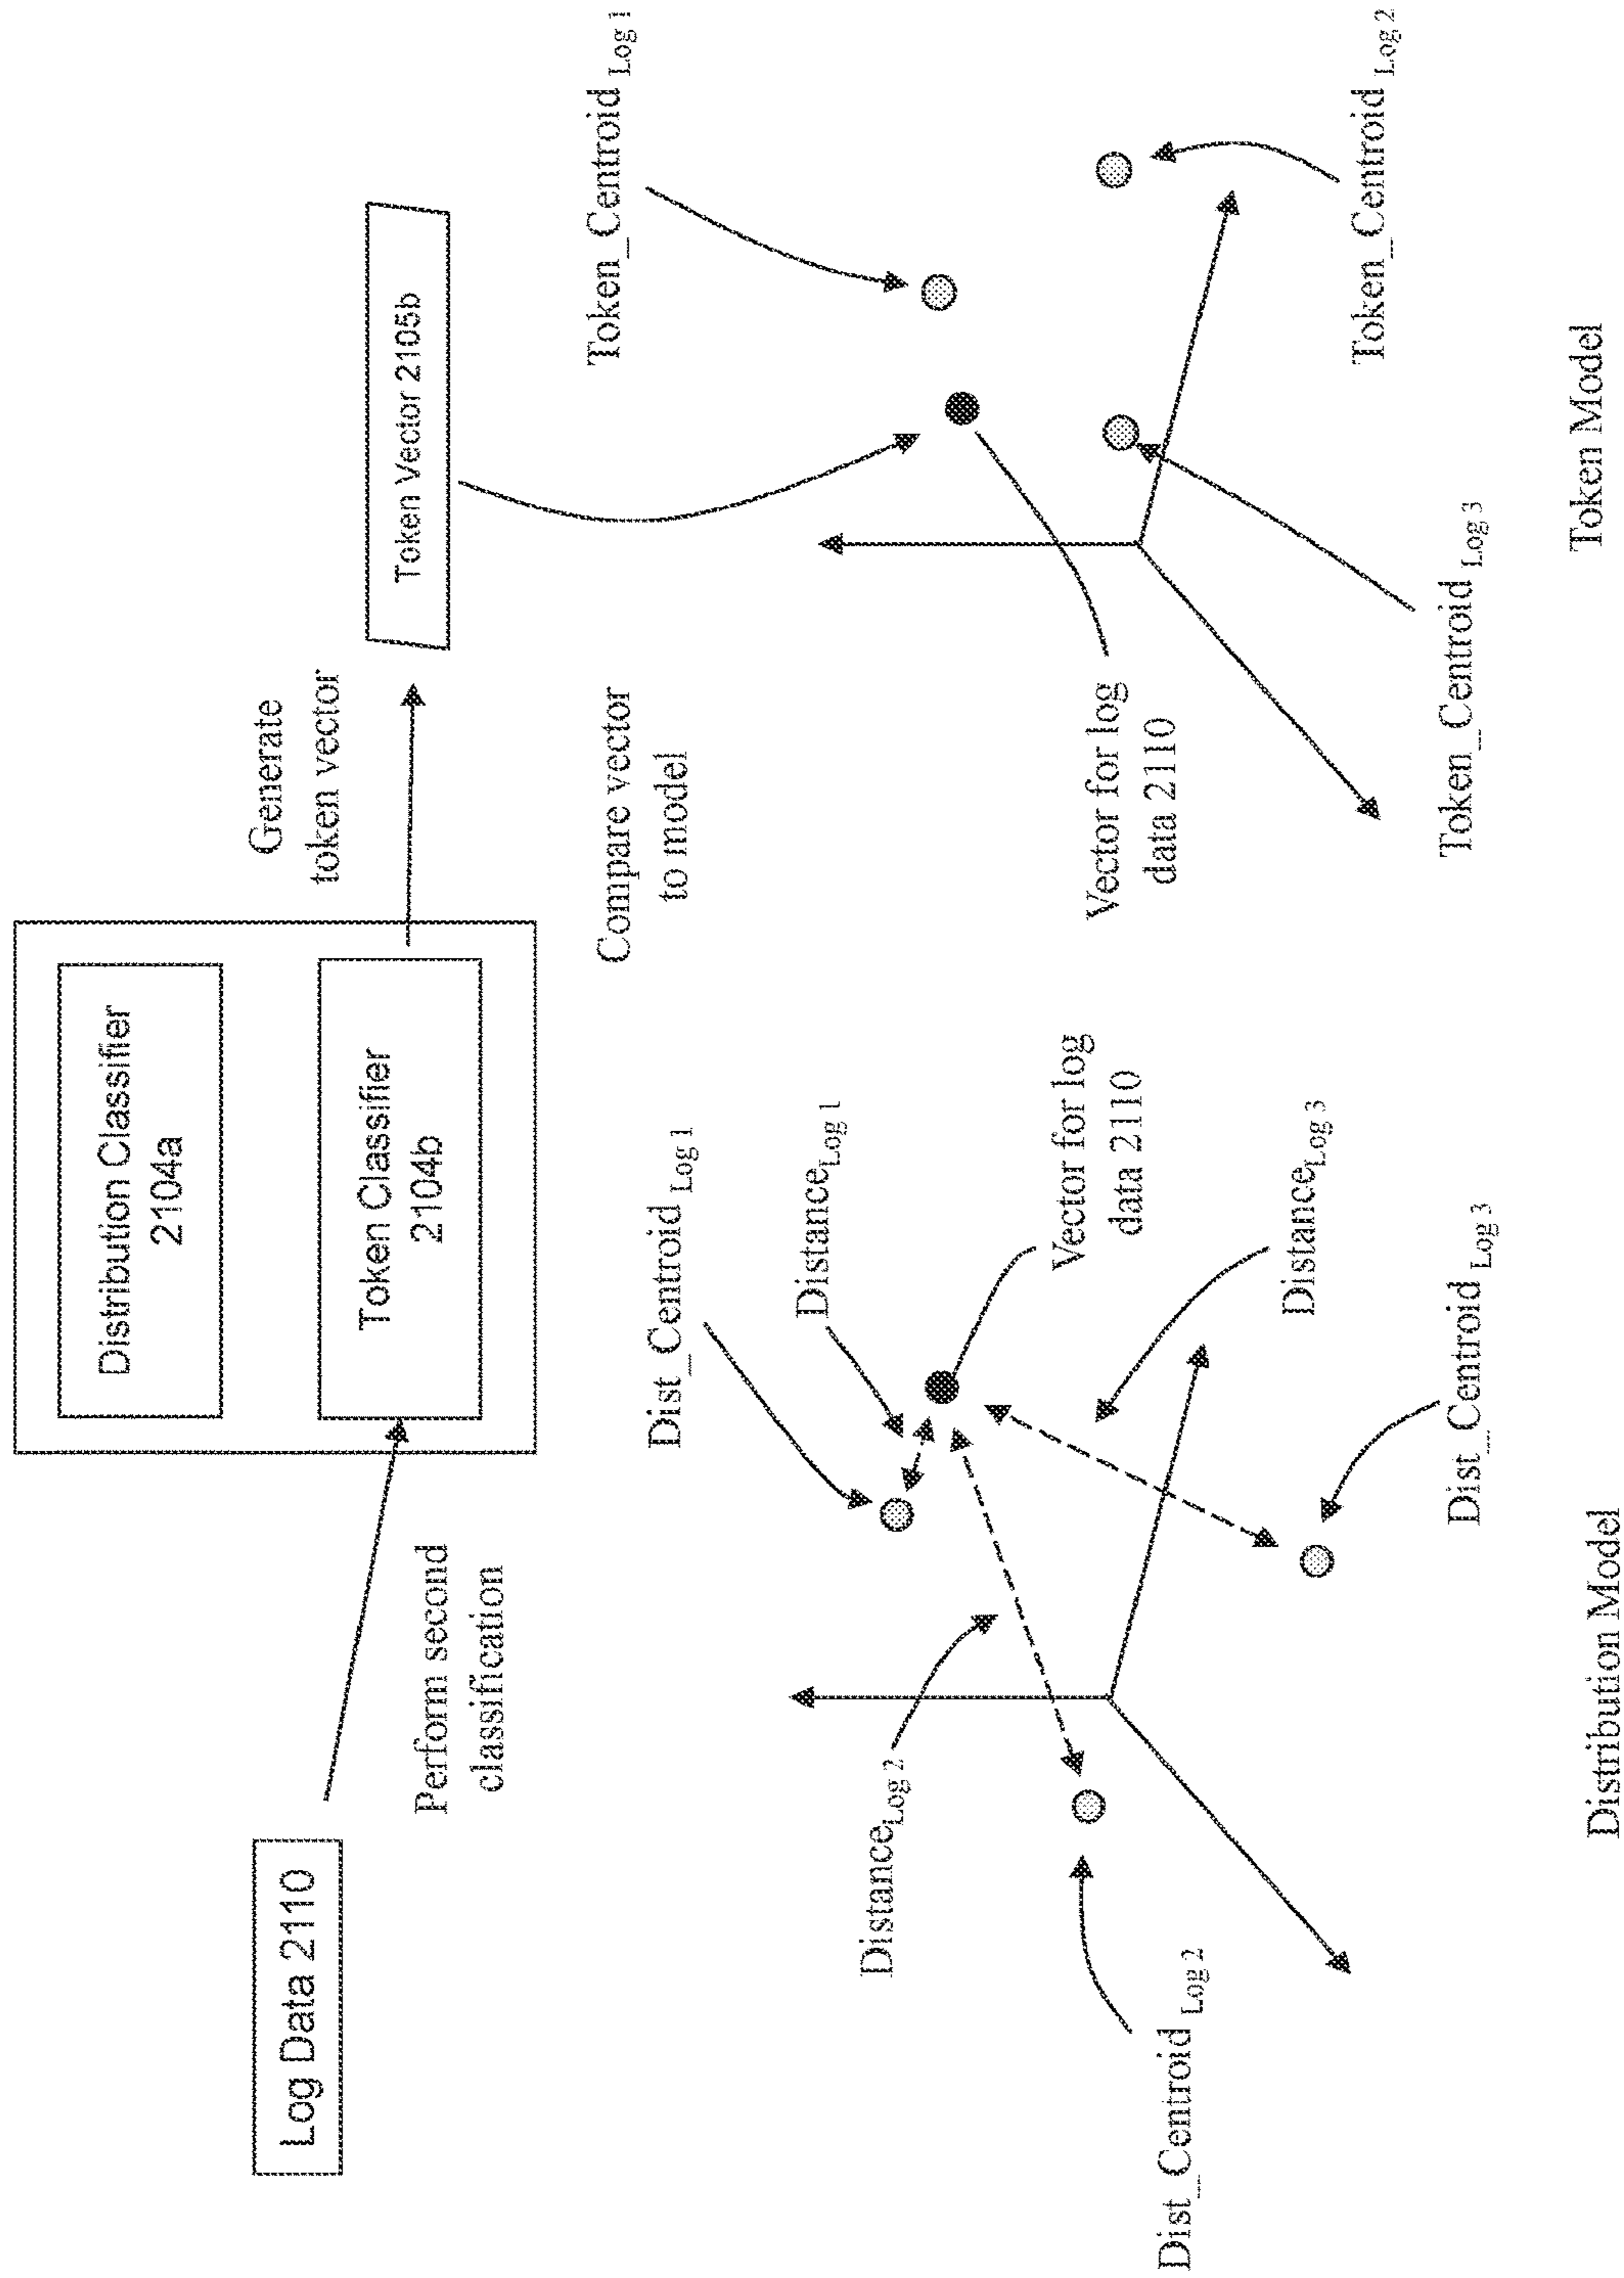 Distribution Classifier
2104a
Log Data 2110
Perform second
classification
Token Classifier
2104b
Generate
token vector
Token Vector 2105b
Compare vector
to model
Dist_Centroid Log 1
Distance Log 1
Distance Log 2
Vector for log
data 2110
Dist_Centroid Log 2
Distance Log 3
Dist_Centroid Log 3
Distribution Model
Token_Centroid Log 1
Vector for log
data 2110
Token_Centroid Log 2
Token_Centroid Log 3
Token Model